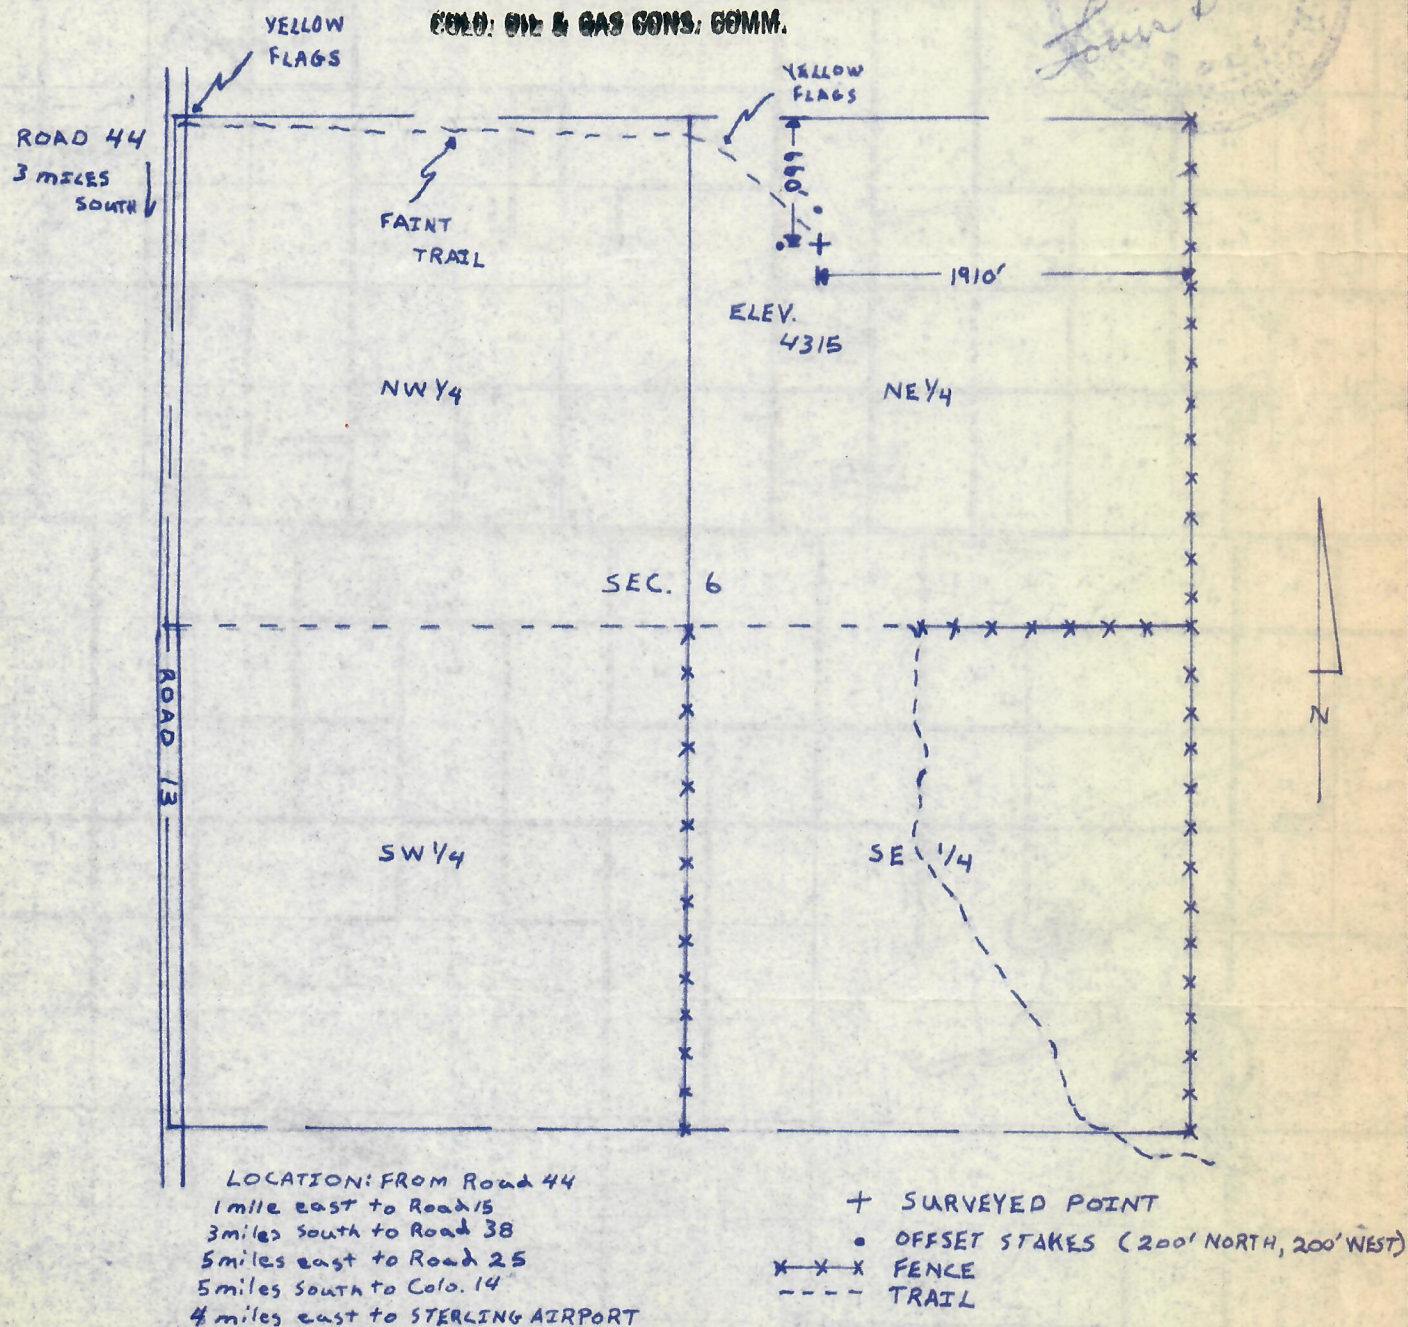 COLO. OIL & GAS CONS. COMM.
YELLOW
FLAGS
YELLOW
FLAGS
ROAD 44
3 MILES
SOUTH
FAINT
TRAIL
660'
1910'
ELEV.
4315
NW 1/4
NE 1/4
SEC. 6
ROAD 13
N
SW 1/4
SE 1/4
LOCATION: FROM Road 44
1 mile east to Road 15
3 miles South to Road 38
5 miles east to Road 25
5 miles South to Colo. 14
4 miles east to STERLING AIRPORT
+ SURVEYED POINT
• OFFSET STAKES (200' NORTH, 200' WEST)
x-x-x FENCE
---- TRAIL